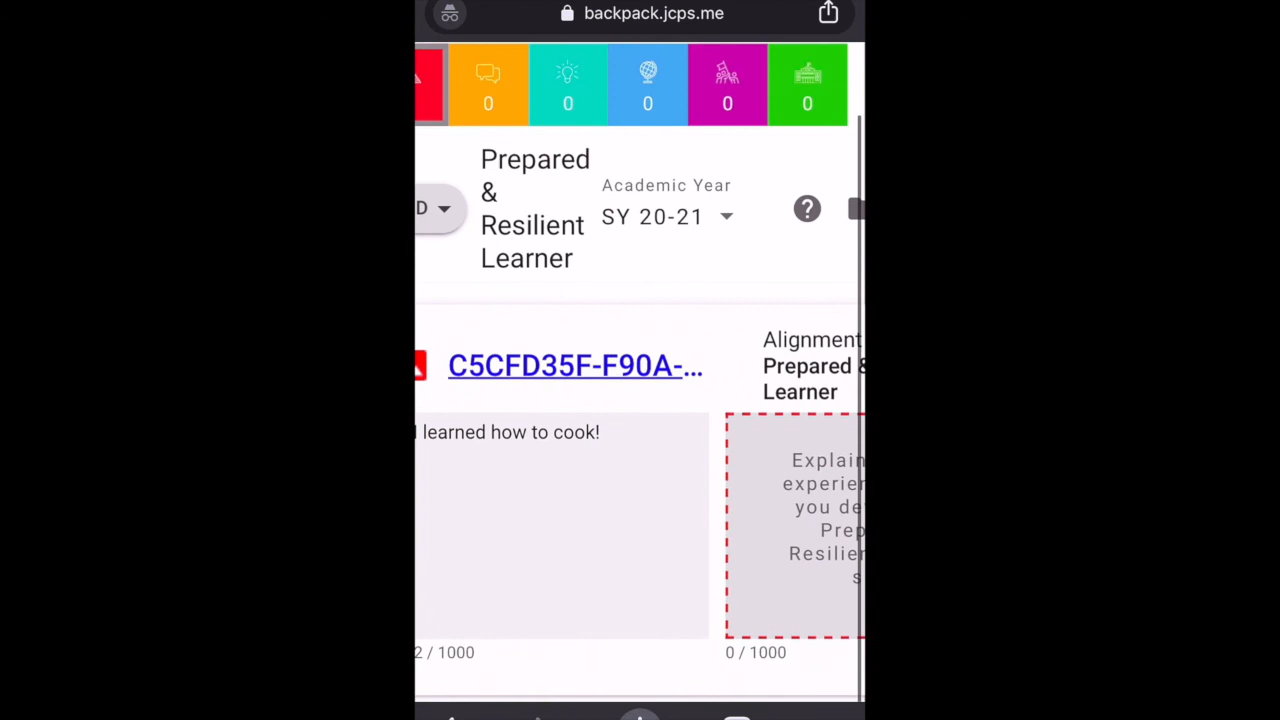 backpack.jcps.me
0 0 0 0 0
Prepared
&
Resilient
Learner
Academic Year
SY 20-21
D
C5CFD35F-F90A-...
Alignment
Prepared &
Learner
I learned how to cook!
Explain
experien
you de
Prep
Resilien
s
2 / 1000
0 / 1000